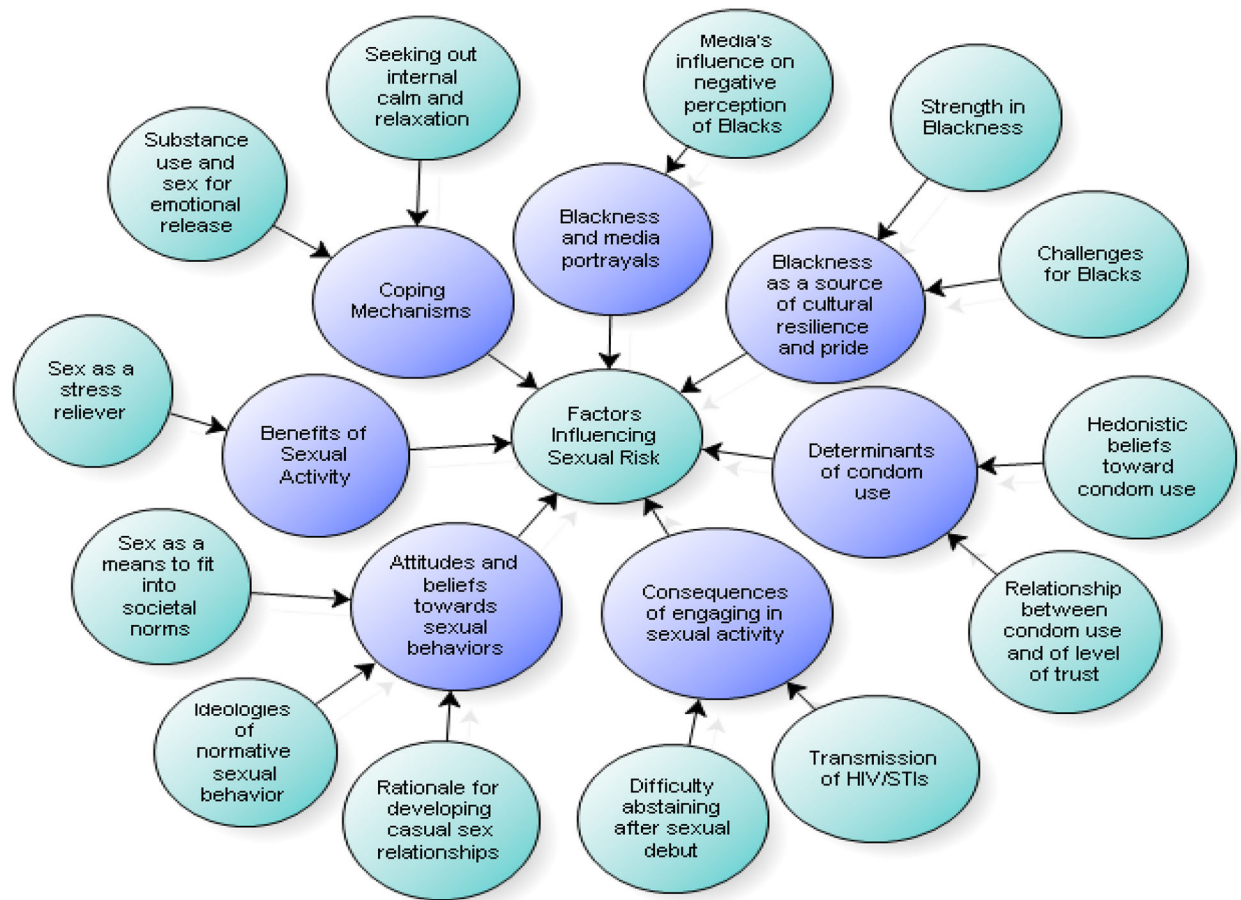 Seeking out
internal
calm and
relaxation
Media's
influence on
negative
perception
of Blacks
Strength in
Blackness
Substance
use and
sex for
emotional
release
Blackness
and media
portrayals
Challenges
for Blacks
Coping
Mechanisms
Blackness
as a source
of cultural
resilience
and pride
Sex as a
stress
reliever
Benefits of
Sexual
Activity
Factors
Influencing
Sexual Risk
Determinants
of condom
use
Hedonistic
beliefs
toward
condom use
Sex as a
means to fit
into
societal
norms
Attitudes and
beliefs
towards
sexual
behaviors
Consequences
of engaging in
sexual activity
Relationship
between
condom use
and of level
of trust
Ideologies
of
normative
sexual
behavior
Rationale for
developing
casual sex
relationships
Difficulty
abstaining
after sexual
debut
Transmission
of HIV/STIs